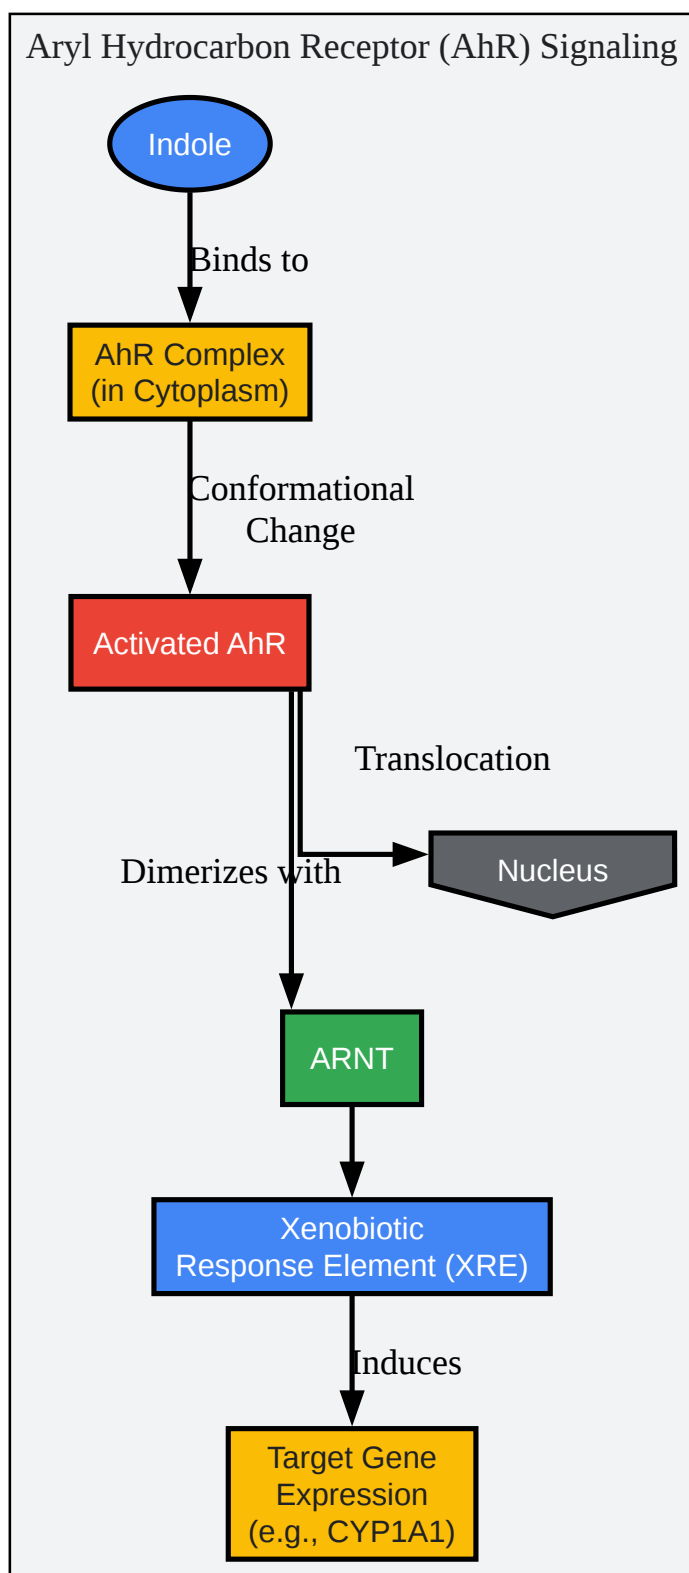 Aryl Hydrocarbon Receptor (AhR) Signaling
Indole
Binds to
AhR Complex
(in Cytoplasm)
Conformational
Change
Activated AhR
Translocation
Nucleus
Dimerizes with
ARNT
Xenobiotic
Response Element (XRE)
Induces
Target Gene
Expression
(e.g., CYP1A1)